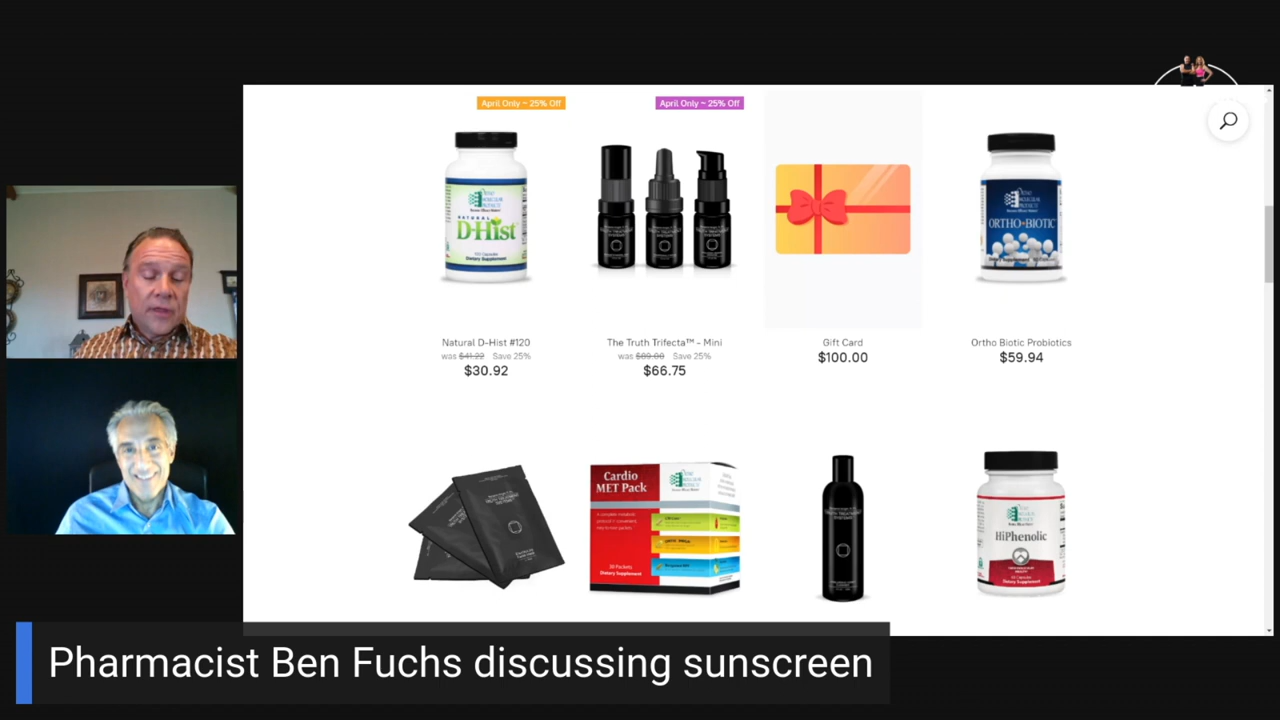 April Only ~ 25% Off
April Only ~ 25% Off
NATURAL
D-Hist
Dietary Supplement
ORTHO BIOTIC
Natural D-Hist #120
was $41.22 Save 25%
$30.92
The Truth Trifecta™ - Mini
was $89.00 Save 25%
$66.75
Gift Card
$100.00
Ortho Biotic Probiotics
$59.94
Cardio
MET Pack
30 Packets
Dietary Supplement
HiPhenolic
Pharmacist Ben Fuchs discussing sunscreen